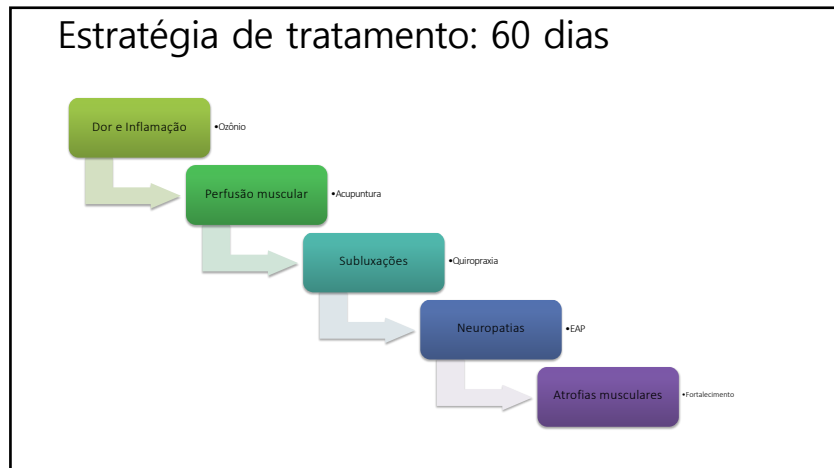 Estratégia de tratamento: 60 dias
Dor e Inflamação
•Ozônio
Perfusão muscular
•Acupuntura
Subluxações
•Quiropraxia
Neuropatias
•EAP
Atrofias musculares
•Fortalecimento